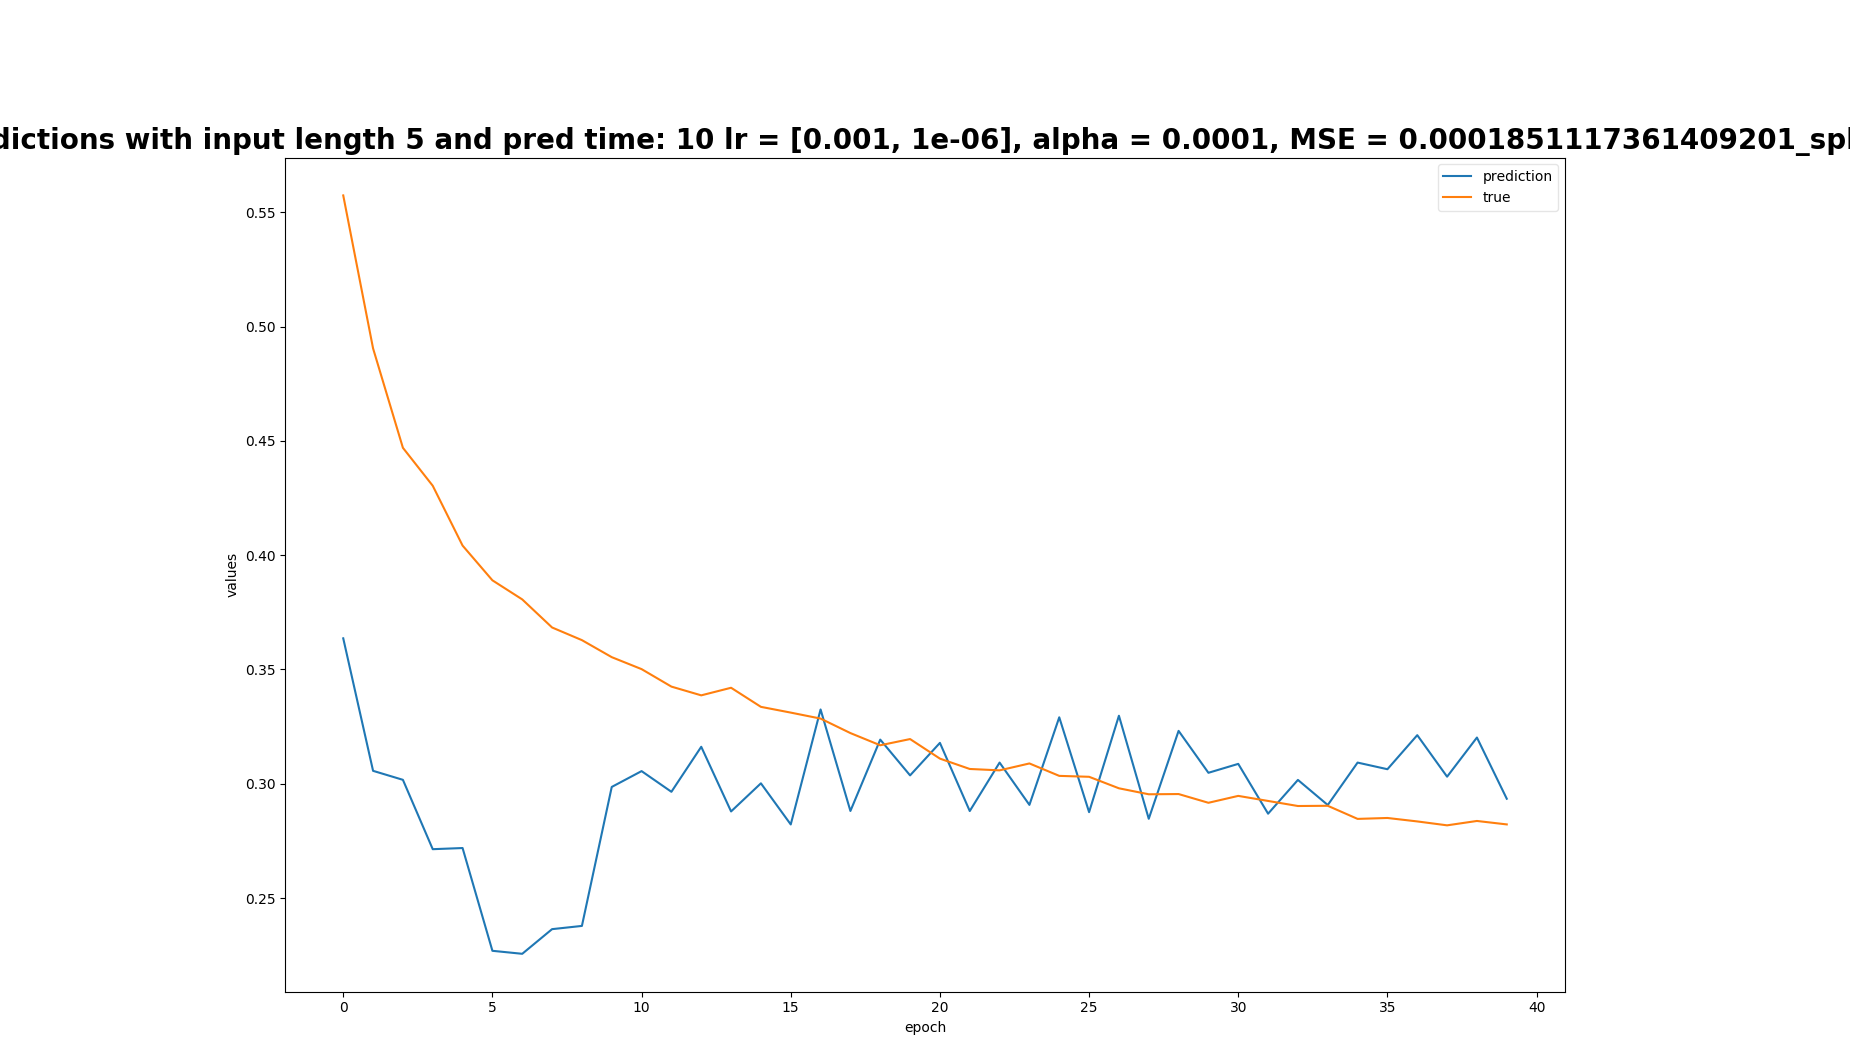 dictions with input length 5 and pred time: 10 lr = [0.001, 1e-06], alpha = 0.0001, MSE = 0.0001851117361409201_spl
prediction
true
0.55
0.50
0.45
0.40
0.35
0.30
0.25
values
0 5 10 15 20 25 30 35 40
epoch